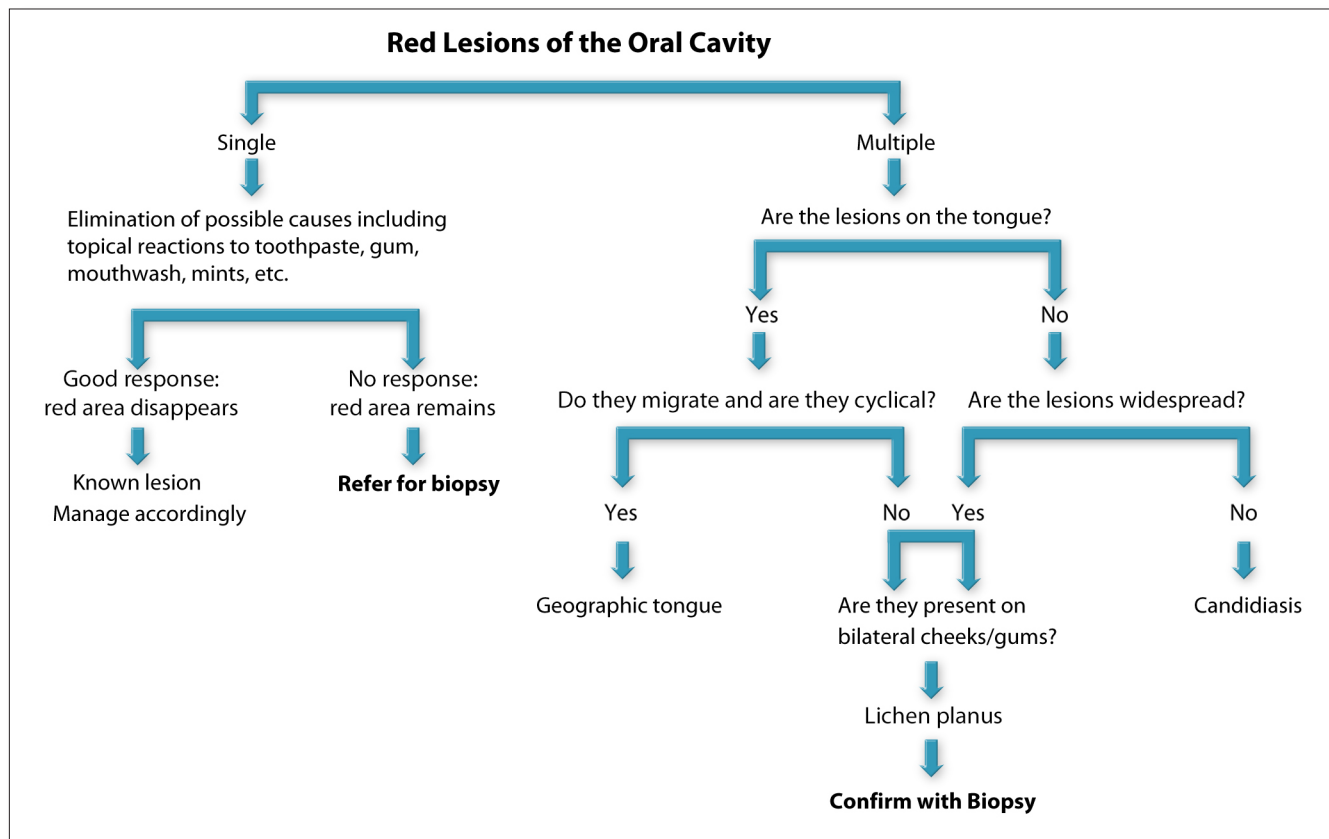 Red Lesions of the Oral Cavity
Single
Multiple
Elimination of possible causes including
topical reactions to toothpaste, gum,
mouthwash, mints, etc.
Are the lesions on the tongue?
Yes
No
Good response:
red area disappears
No response:
red area remains
Do they migrate and are they cyclical?
Are the lesions widespread?
Known lesion
Manage accordingly
Refer for biopsy
Yes
No
Yes
No
Geographic tongue
Are they present on
bilateral cheeks/gums?
Candidiasis
Lichen planus
Confirm with Biopsy